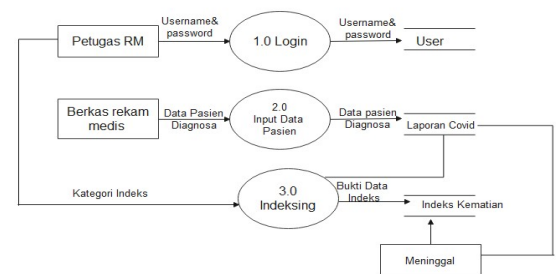 Username&
password
Petugas RM
1.0 Login
Username&
password
User
Berkas rekam
medis
Data Pasien
Diagnosa
2.0
Input Data
Pasien
Data pasien
Diagnosa
Laporan Covid
Kategori Indeks
3.0
Indeksing
Bukti Data
Indeks
Indeks Kematian
Meninggal